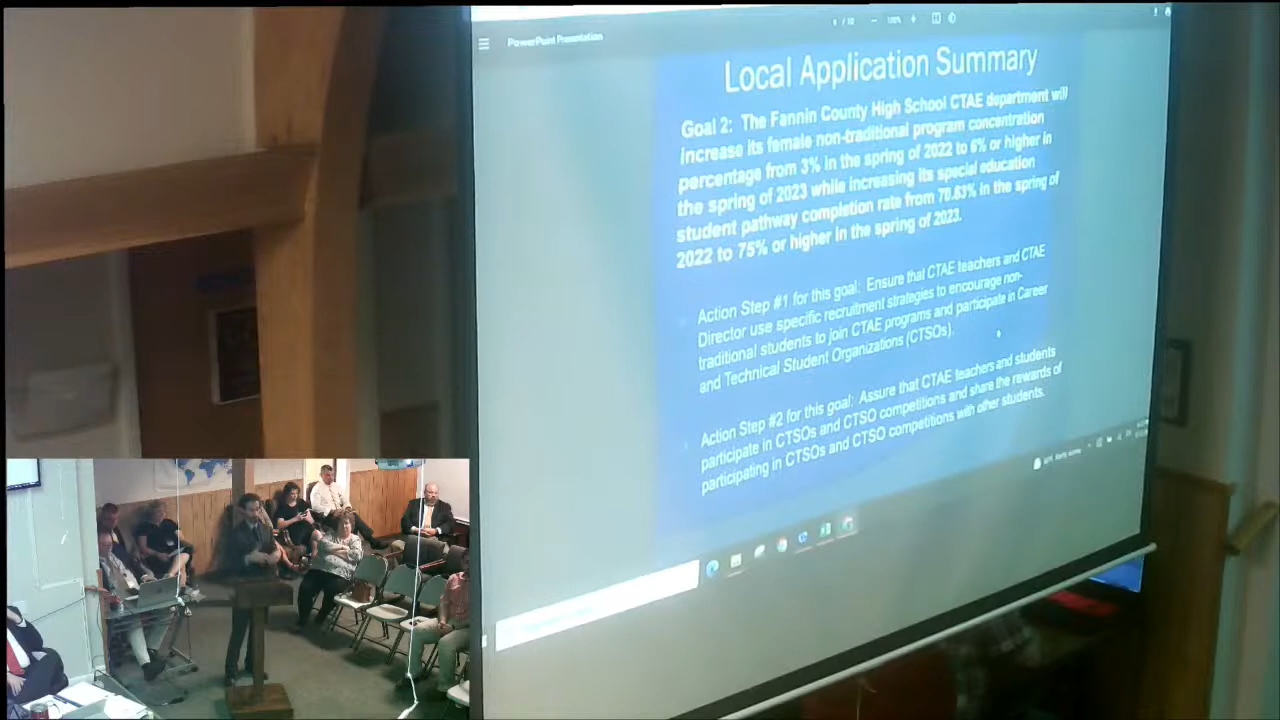 PowerPoint Presentation
Local Application Summary
Goal 2: The Fannin County High School CTAE department will
increase its female non-traditional program concentration
percentage from 3% in the spring of 2022 to 6% or higher in
the spring of 2023 while increasing its special education
student pathway completion rate from 70.83% in the spring of
2022 to 75% or higher in the spring of 2023.
Action Step #1 for this goal: Ensure that CTAE teachers and CTAE
Director use specific recruitment strategies to encourage non-
traditional students to join CTAE programs and participate in Career
and Technical Student Organizations (CTSOs).
Action Step #2 for this goal: Assure that CTAE teachers and students
participate in CTSOs and CTSO competitions and share the rewards of
participating in CTSOs and CTSO competitions with other students.